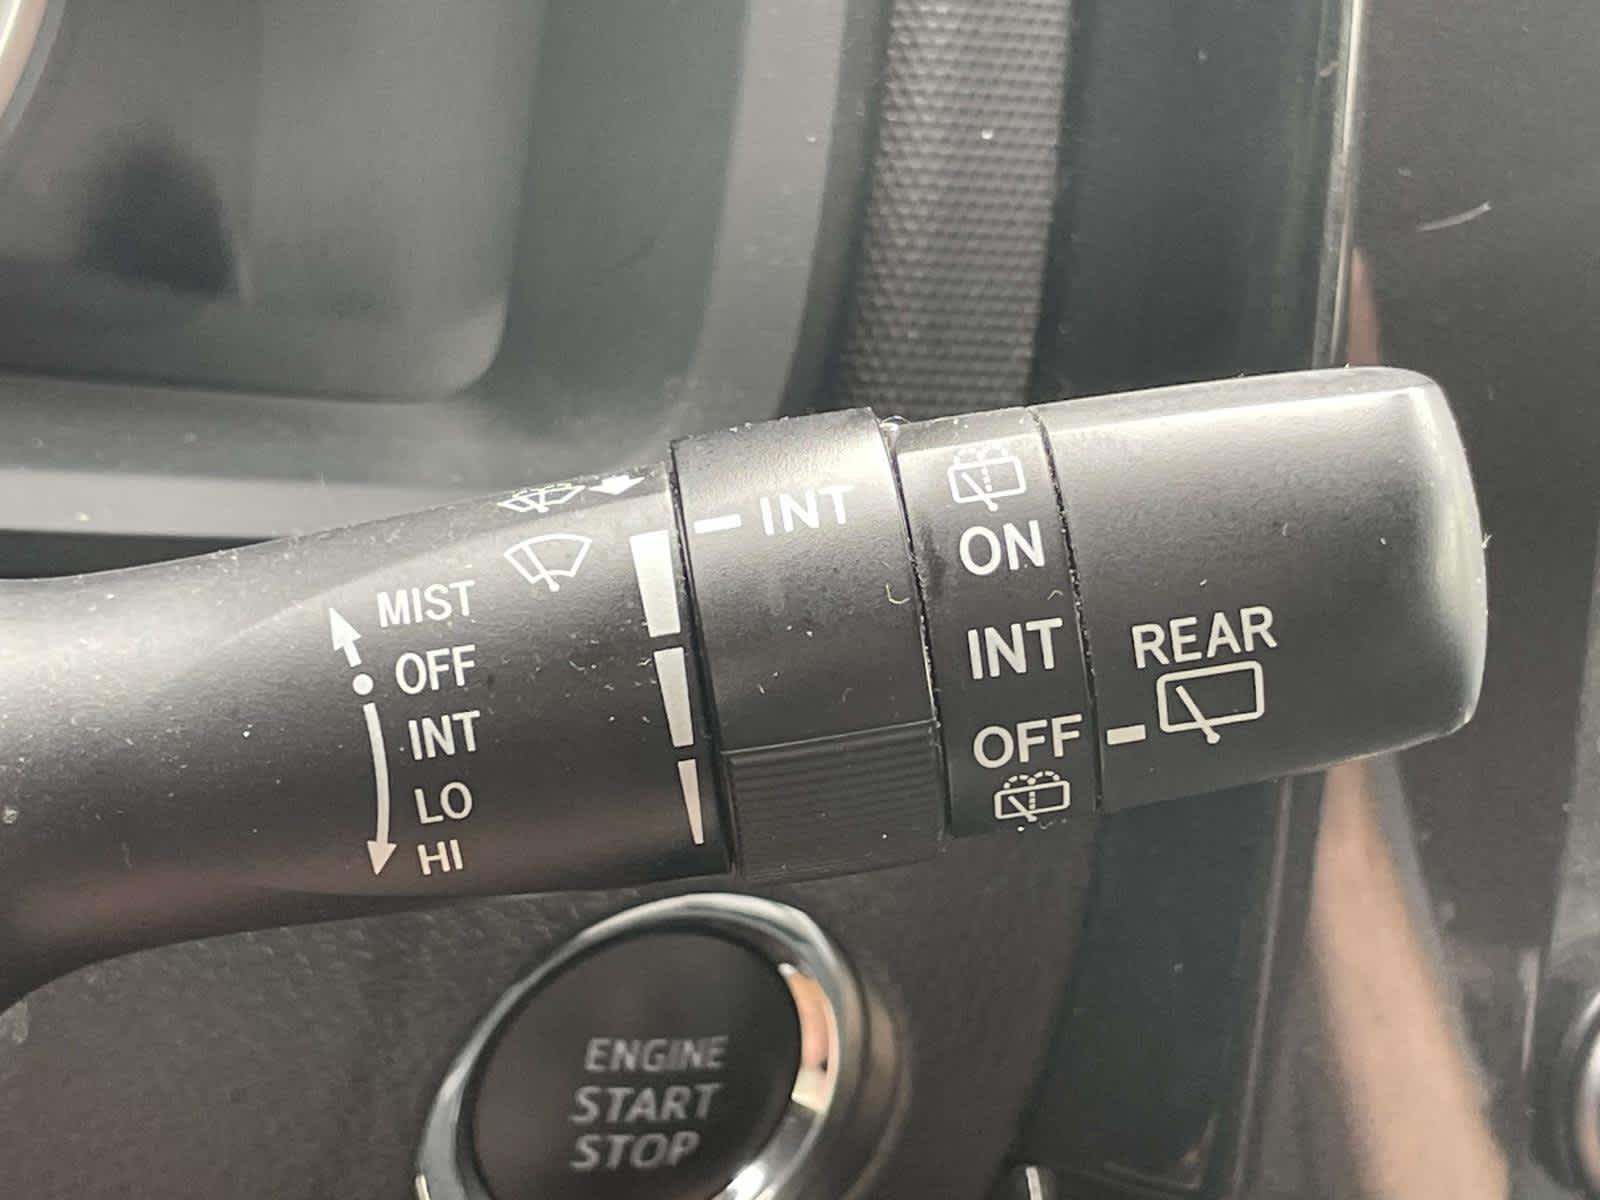 MIST
OFF
INT
LO
HI
INT
ON
INT
OFF
REAR
ENGINE
START
STOP